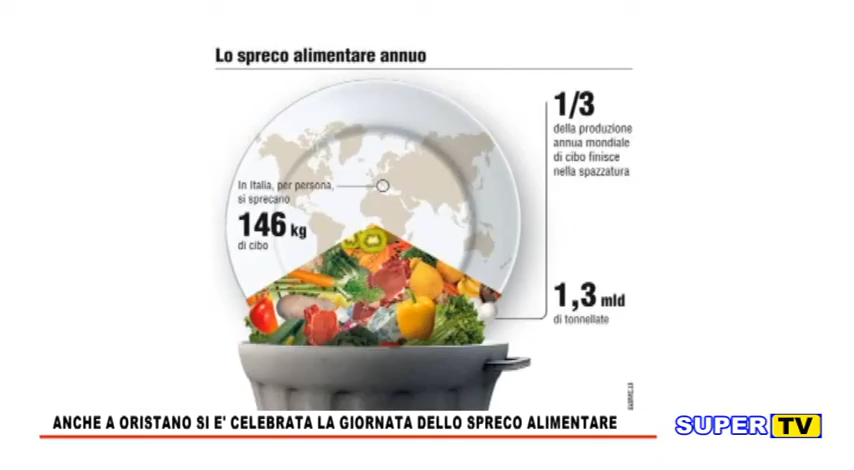 Lo spreco alimentare annuo
1/3
della produzione
annua mondiale
di cibo finisce
nella spazzatura
In Italia, per persona,
si sprecano
146 kg
di cibo
1,3 mld
di tonnellate
ANCHE A ORISTANO SI E' CELEBRATA LA GIORNATA DELLO SPRECO ALIMENTARE
SUPER TV